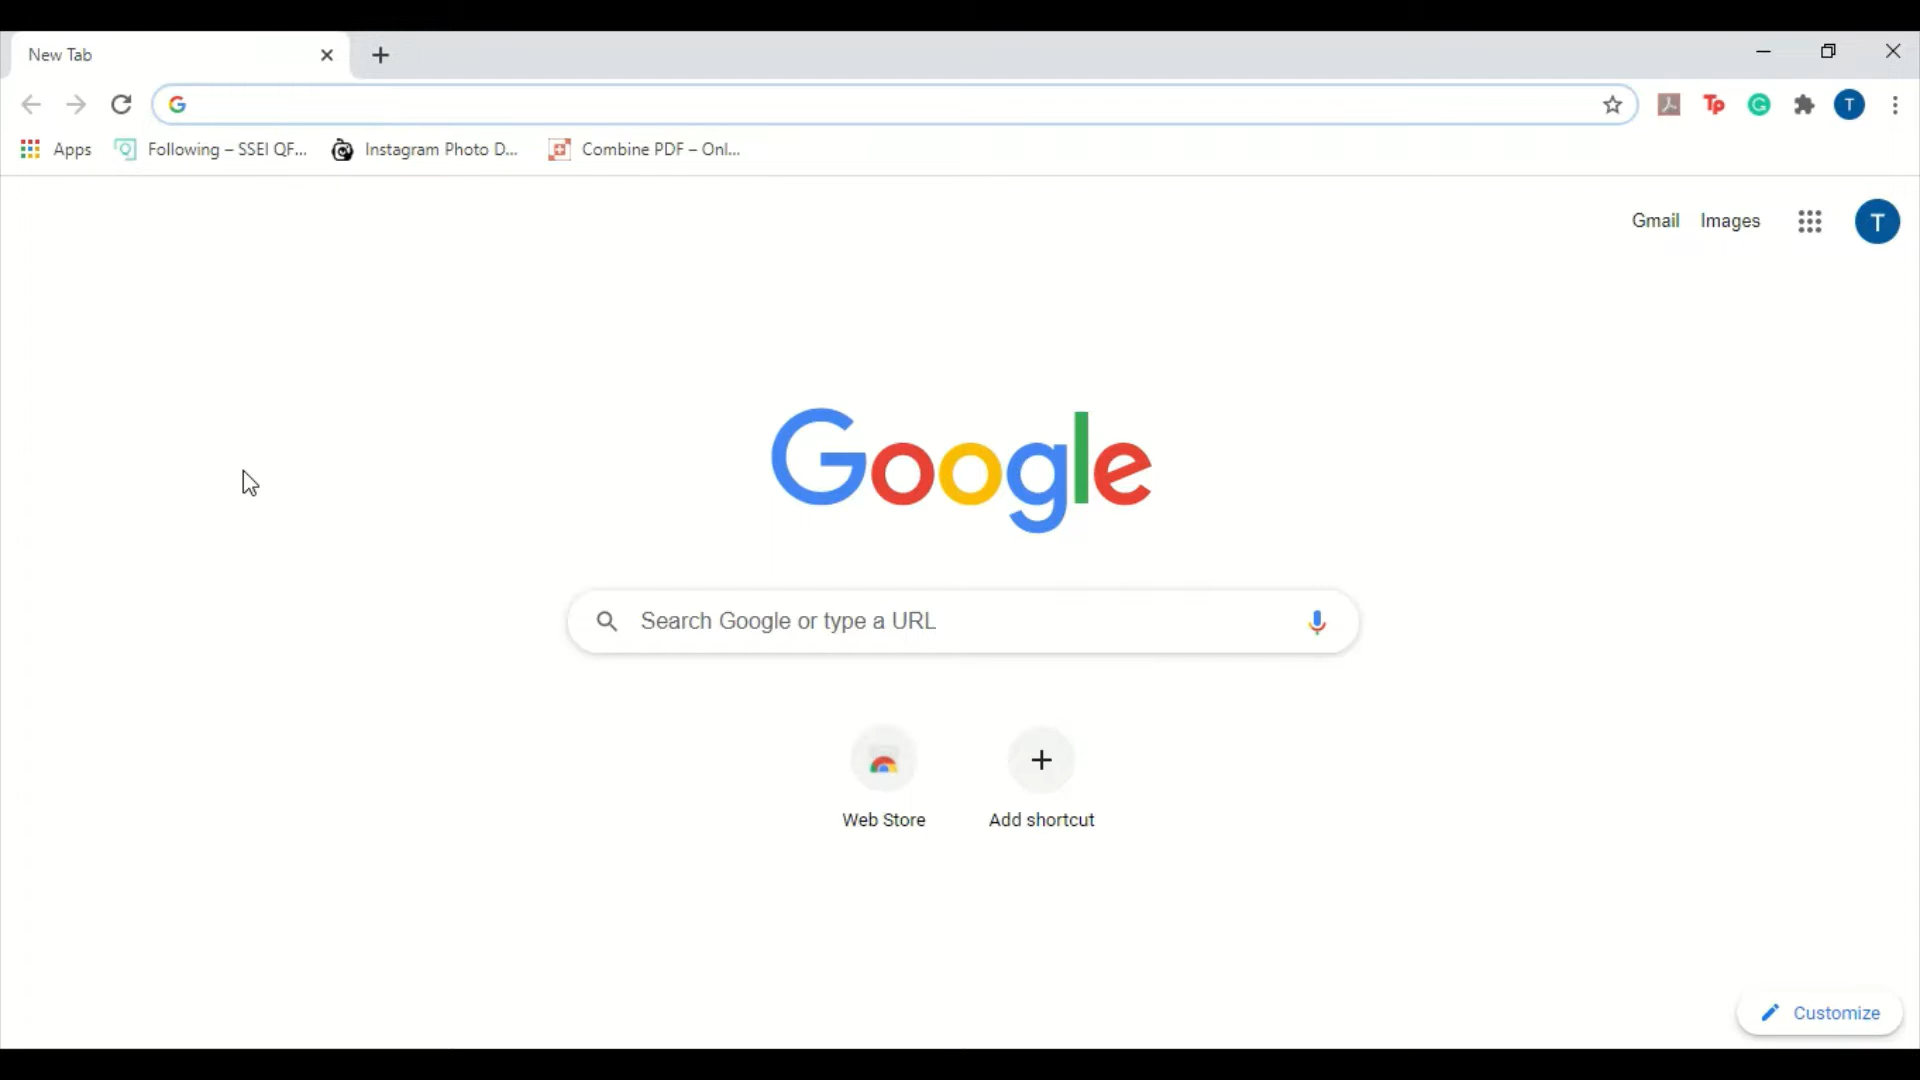 New Tab
Apps
Following – SSEI QF...
Instagram Photo D...
Combine PDF – Onl...
Tp
T
Gmail
Images
T
Google
Search Google or type a URL
Web Store
Add shortcut
Customize